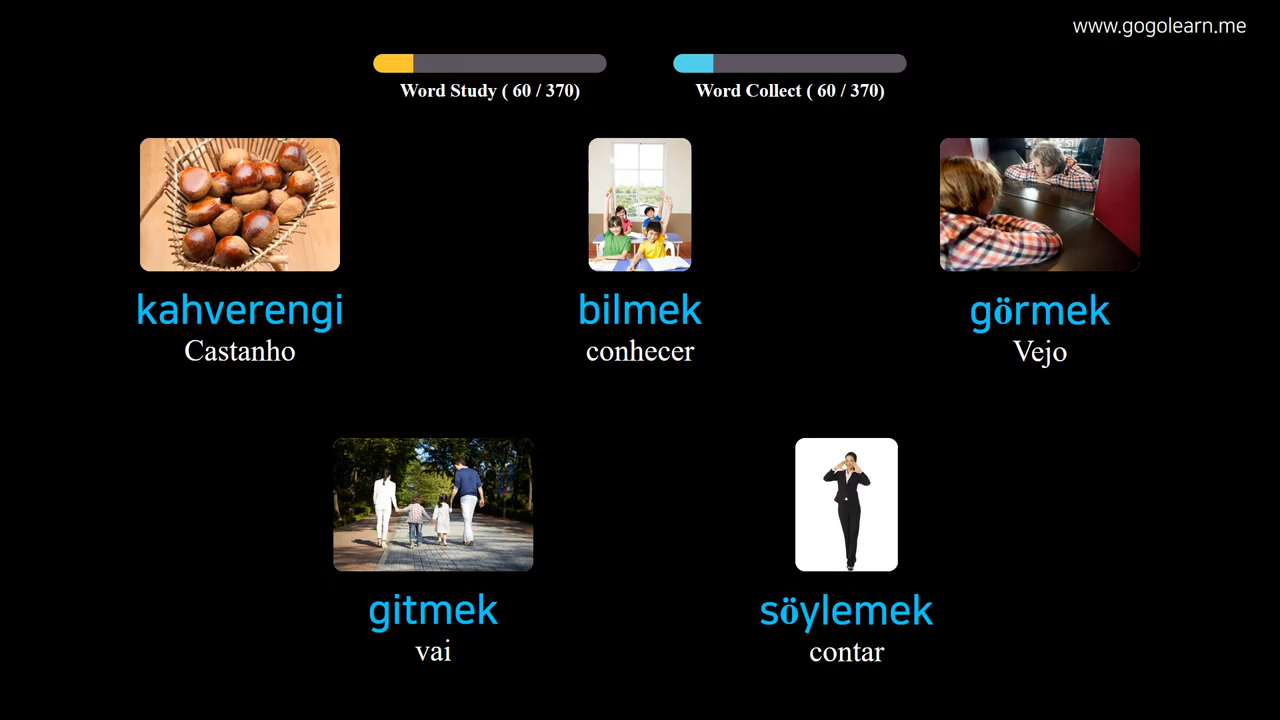 www.gogolearn.me
Word Study ( 60 / 370)
Word Collect ( 60 / 370)
kahverengi
Castanho
bilmek
conhecer
görmek
Vejo
gitmek
vai
söylemek
contar